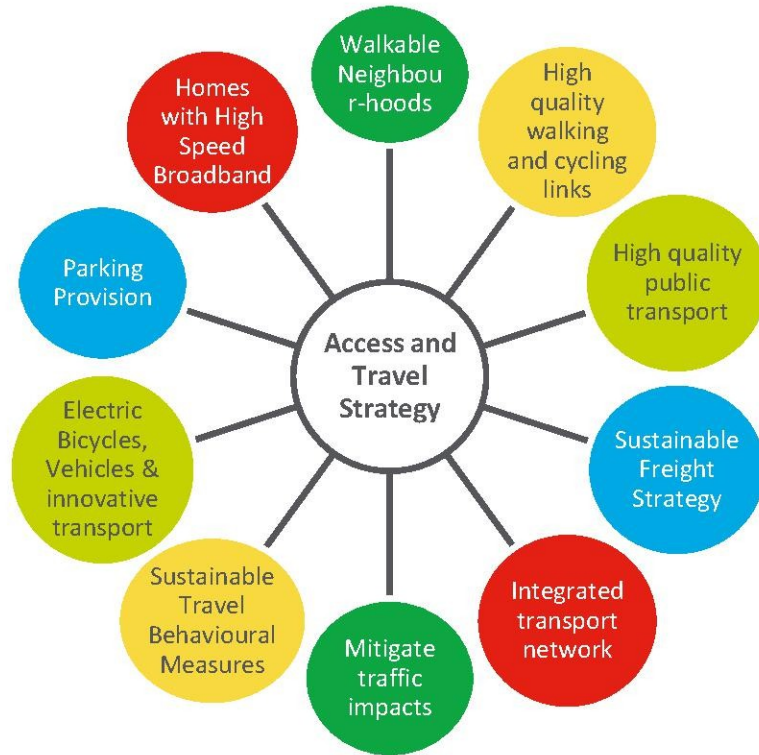 Walkable
Neighbou
r-hoods
High
quality
walking
and cycling
links
High quality
public
transport
Sustainable
Freight
Strategy
Integrated
transport
network
Mitigate
traffic
impacts
Sustainable
Travel
Behavioural
Measures
Electric
Bicycles,
Vehicles &
innovative
transport
Parking
Provision
Homes
with High
Speed
Broadband
Access and
Travel
Strategy